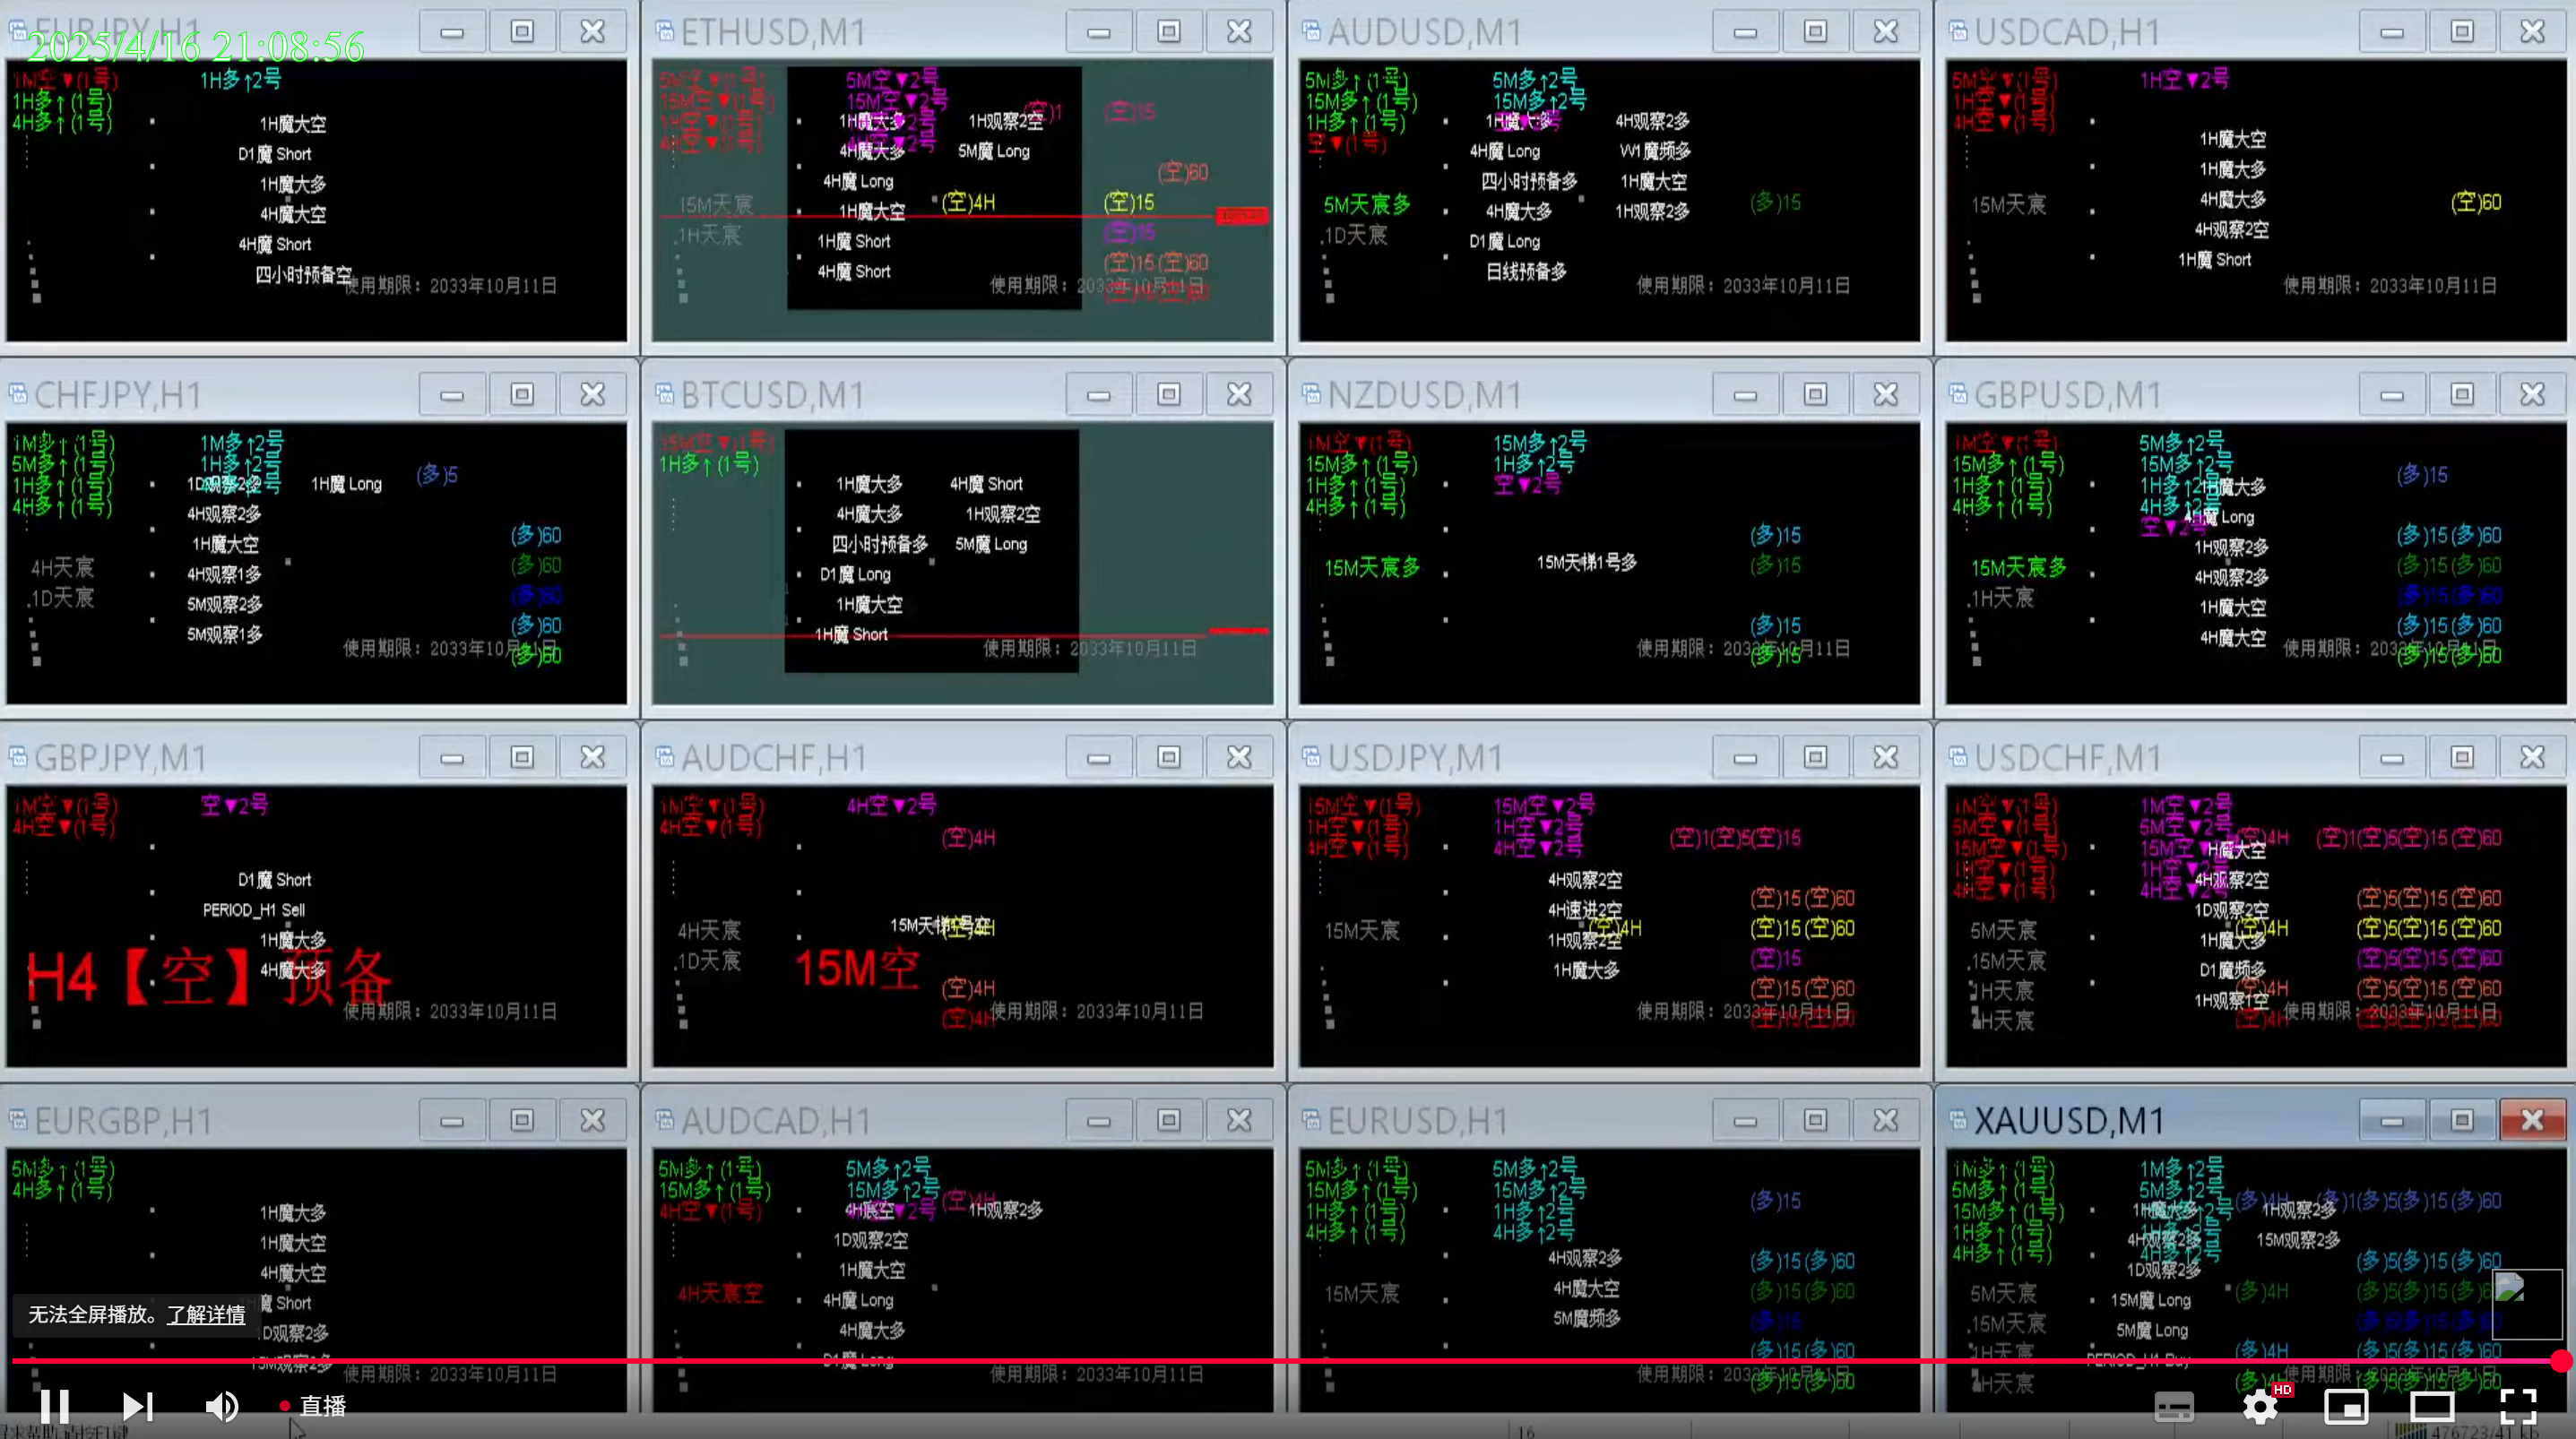 2025/4/16 21:08:56
EURJPY,H1
1M空▼(1号)
1H多↑2号
1H多↑(1号)
4H多↑(1号)
1H魔大空
D1魔 Short
1H魔大多
4H魔大空
4H魔 Short
四小时预备空
使用期限：2033年10月11日
ETHUSD,M1
5M空▼(1号)
5M空▼2号
15M空▼(1号)
15M空▼2号
1H空▼(1号)
4H空▼(1号)
4H空▼2号
(空)1
(空)15
1H魔大多
1H观察2空
4H魔大多
5M魔 Long
(空)60
4H魔 Long
15M天宸
(空)4H
(空)15
1H魔大空
.1H天宸
1H魔 Short
(空)15
4H魔 Short
(空)15(空)60
使用期限：2033年10月11日
AUDUSD,M1
5M多↑(1号)
5M多↑2号
15M多↑(1号)
15M多↑2号
1H多↑(1号)
空▼(1号)
1H魔大多
4H观察2多
4H魔 Long
W1魔频多
四小时预备多
1H魔大空
5M天宸多
4H魔大多
1H观察2多
(多)15
.1D天宸
D1魔 Long
日线预备多
使用期限：2033年10月11日
USDCAD,H1
5M空▼(1号)
1H空▼2号
1H空▼(1号)
4H空▼(1号)
1H魔大空
1H魔大多
4H魔大多
15M天宸
(空)60
4H观察2空
1H魔 Short
使用期限：2033年10月11日
CHFJPY,H1
1M多↑(1号)
1M多↑2号
5M多↑(1号)
1H多↑2号
1H多↑(1号)
4H多↑(1号)
(多)5
1D观察2多
1H魔 Long
4H观察2多
(多)60
1H魔大空
4H天宸
(多)60
4H观察1多
.1D天宸
(多)60
5M观察2多
(多)60
5M观察1多
(多)60
使用期限：2033年10月11日
BTCUSD,M1
15M空▼(1号)
1H多↑(1号)
1H魔大多
4H魔 Short
4H魔大多
1H观察2空
四小时预备多
5M魔 Long
D1魔 Long
1H魔大空
1H魔 Short
使用期限：2033年10月11日
NZDUSD,M1
1M空▼(1号)
15M多↑2号
15M多↑(1号)
1H多↑2号
1H多↑(1号)
空▼2号
4H多↑(1号)
(多)15
15M天宸多
15M天梯1号多
(多)15
(多)15
(多)15
使用期限：2033年10月11日
GBPUSD,M1
1M空▼(1号)
5M多↑2号
15M多↑(1号)
15M多↑2号
1H多↑(1号)
1H多↑2号
4H多↑(1号)
4H多↑2号
空▼2号
(多)15
1H魔大多
4H魔 Long
(多)15(多)60
1H观察2多
15M天宸多
(多)15(多)60
4H观察2多
.1H天宸
(多)15(多)60
1H魔大空
(多)15(多)60
4H魔大空
(多)15(多)60
使用期限：2033年10月11日
GBPJPY,M1
1M空▼(1号)
空▼2号
4H空▼(1号)
D1魔 Short
PERIOD_H1 Sell
1H魔大多
4H魔大多
H4【空】预备
使用期限：2033年10月11日
AUDCHF,H1
1M空▼(1号)
4H空▼2号
4H空▼(1号)
(空)4H
4H天宸
(空)4H
.1D天宸
15M空
(空)4H
(空)4H
使用期限：2033年10月11日
USDJPY,M1
15M空▼(1号)
15M空▼2号
1H空▼(1号)
1H空▼2号
4H空▼(1号)
4H空▼2号
(空)1(空)5(空)15
4H观察2空
(空)15(空)60
4H速进2空
15M天宸
(空)4H
(空)15(空)60
1H观察2空
(空)15
1H魔大多
(空)15(空)60
(空)15(空)60
使用期限：2033年10月11日
USDCHF,M1
1M空▼(1号)
1M空▼2号
5M空▼(1号)
5M空▼2号
15M空▼(1号)
15M空▼2号
1H空▼(1号)
1H空▼2号
4H空▼(1号)
4H空▼2号
(空)4H
(空)1(空)5(空)15(空)60
1H魔大空
4H观察2空
(空)5(空)15(空)60
1D观察2空
5M天宸
(空)4H
(空)5(空)15(空)60
1H魔大多
.15M天宸
(空)5(空)15(空)60
D1魔频多
1H天宸
(空)4H
(空)5(空)15(空)60
1H观察1空
4H天宸
(空)4H
(空)5(空)15(空)60
使用期限：2033年10月11日
EURGBP,H1
5M多↑(1号)
4H多↑(1号)
1H魔大多
1H魔大空
4H魔大空
1H魔 Short
1D观察2多
15M观察2多
使用期限：2033年10月11日
AUDCAD,H1
5M多↑(1号)
5M多↑2号
15M多↑(1号)
15M多↑2号
4H空▼(1号)
4H空▼2号
(空)4H
1H观察2多
1D观察2空
1H魔大空
4H天宸空
4H魔 Long
4H魔大多
D1魔 Long
使用期限：2033年10月11日
EURUSD,H1
5M多↑(1号)
5M多↑2号
15M多↑(1号)
15M多↑2号
1H多↑(1号)
1H多↑2号
4H多↑(1号)
4H多↑2号
(多)15
4H观察2多
(多)15(多)60
4H魔大空
15M天宸
(多)15(多)60
5M魔频多
(多)15
(多)15(多)60
(多)15(多)60
使用期限：2033年10月11日
XAUUSD,M1
1M多↑(1号)
1M多↑2号
5M多↑(1号)
5M多↑2号
15M多↑(1号)
1H多↑(1号)
4H多↑(1号)
4H多↑2号
(多)4H
(多)1(多)5(多)15(多)60
1H魔大多
1H观察2多
4H观察2多
15M观察2多
(多)5(多)15(多)60
1D观察2多
5M天宸
(多)4H
(多)5(多)15(多)60
15M魔 Long
.15M天宸
5M魔 Long
1H天宸
(多)4H
(多)5(多)15(多)60
PERIOD_H1 Buy
4H天宸
使用期限：2033年10月11日
无法全屏播放。了解详情
直播
HD
16
476723/41 kb